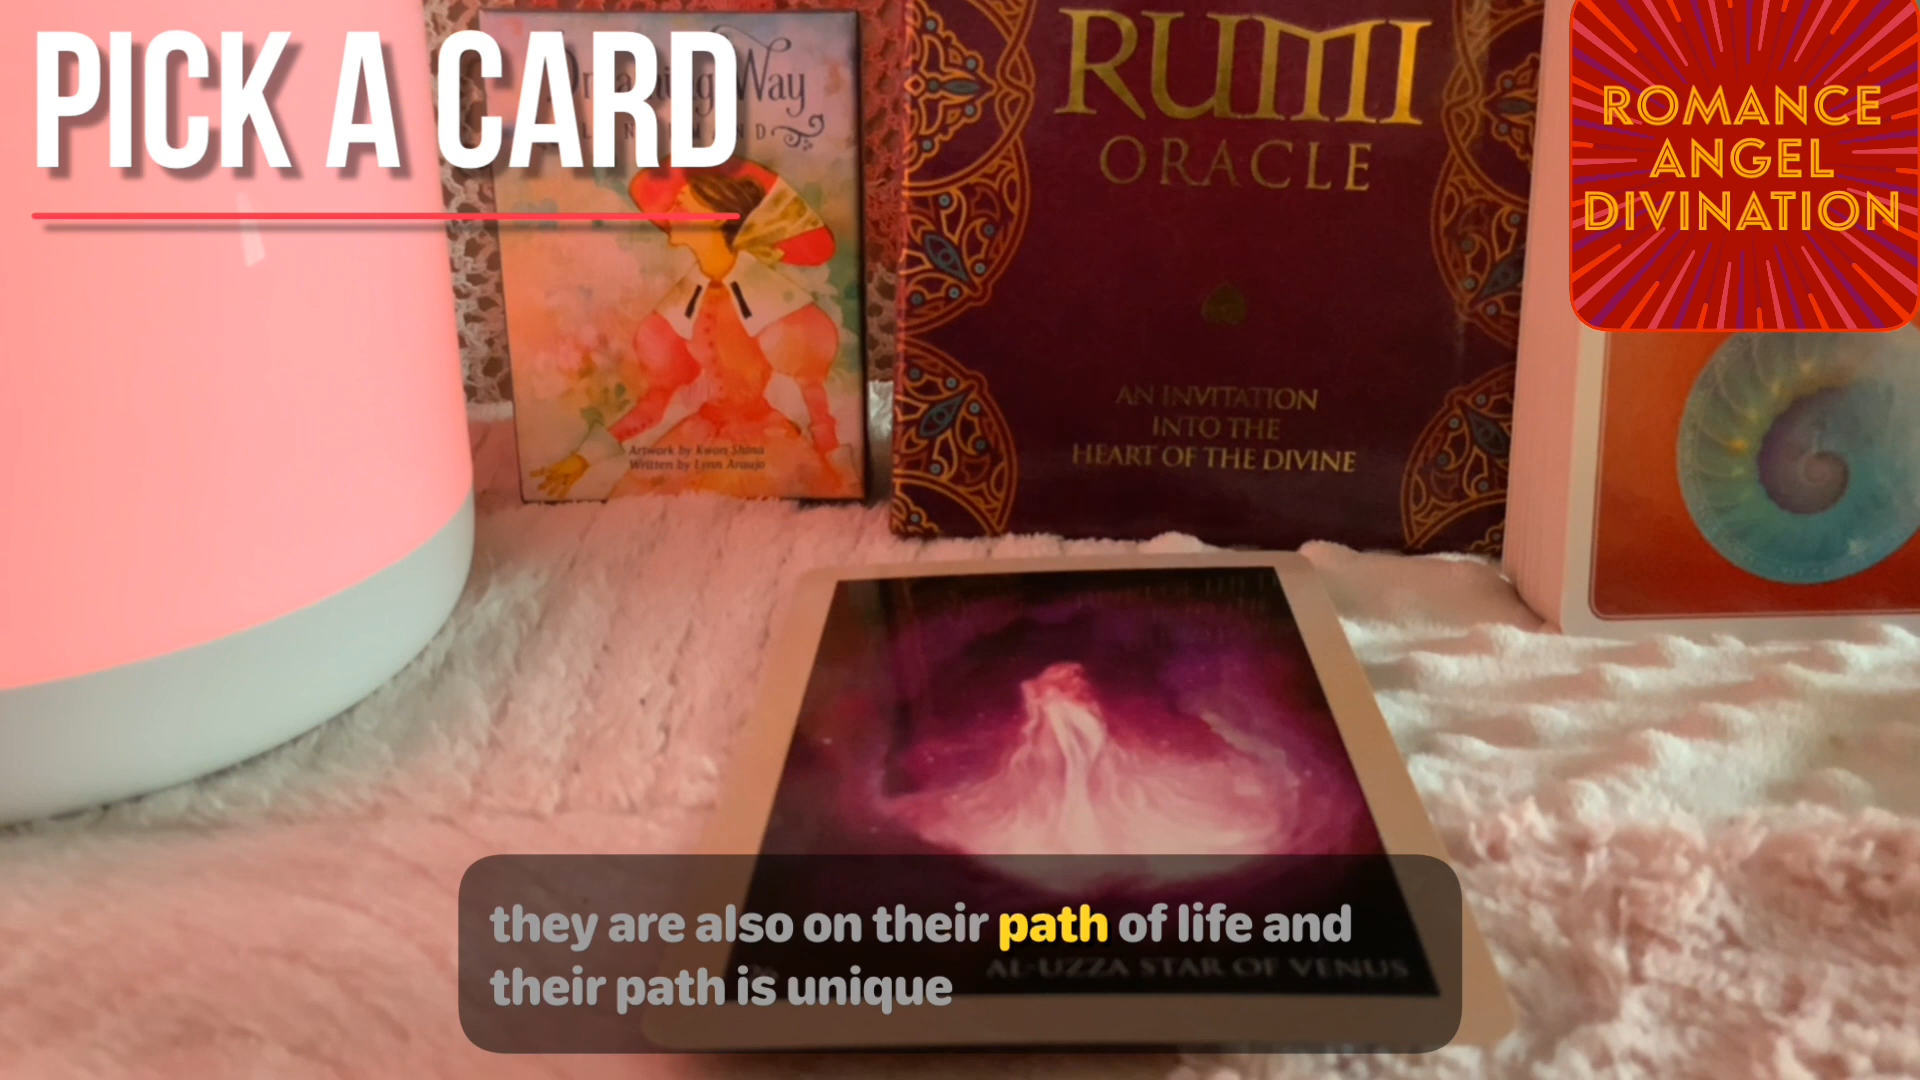 PICK A CARD
Dreaming Way
RUMI
ORACLE
AN INVITATION
INTO THE
HEART OF THE DIVINE
Artwork by Kwon Shina
Written by Lynn Araujo
ROMANCE
ANGEL
DIVINATION
they are also on their path of life and
their path is unique
AL-UZZA STAR OF VENUS